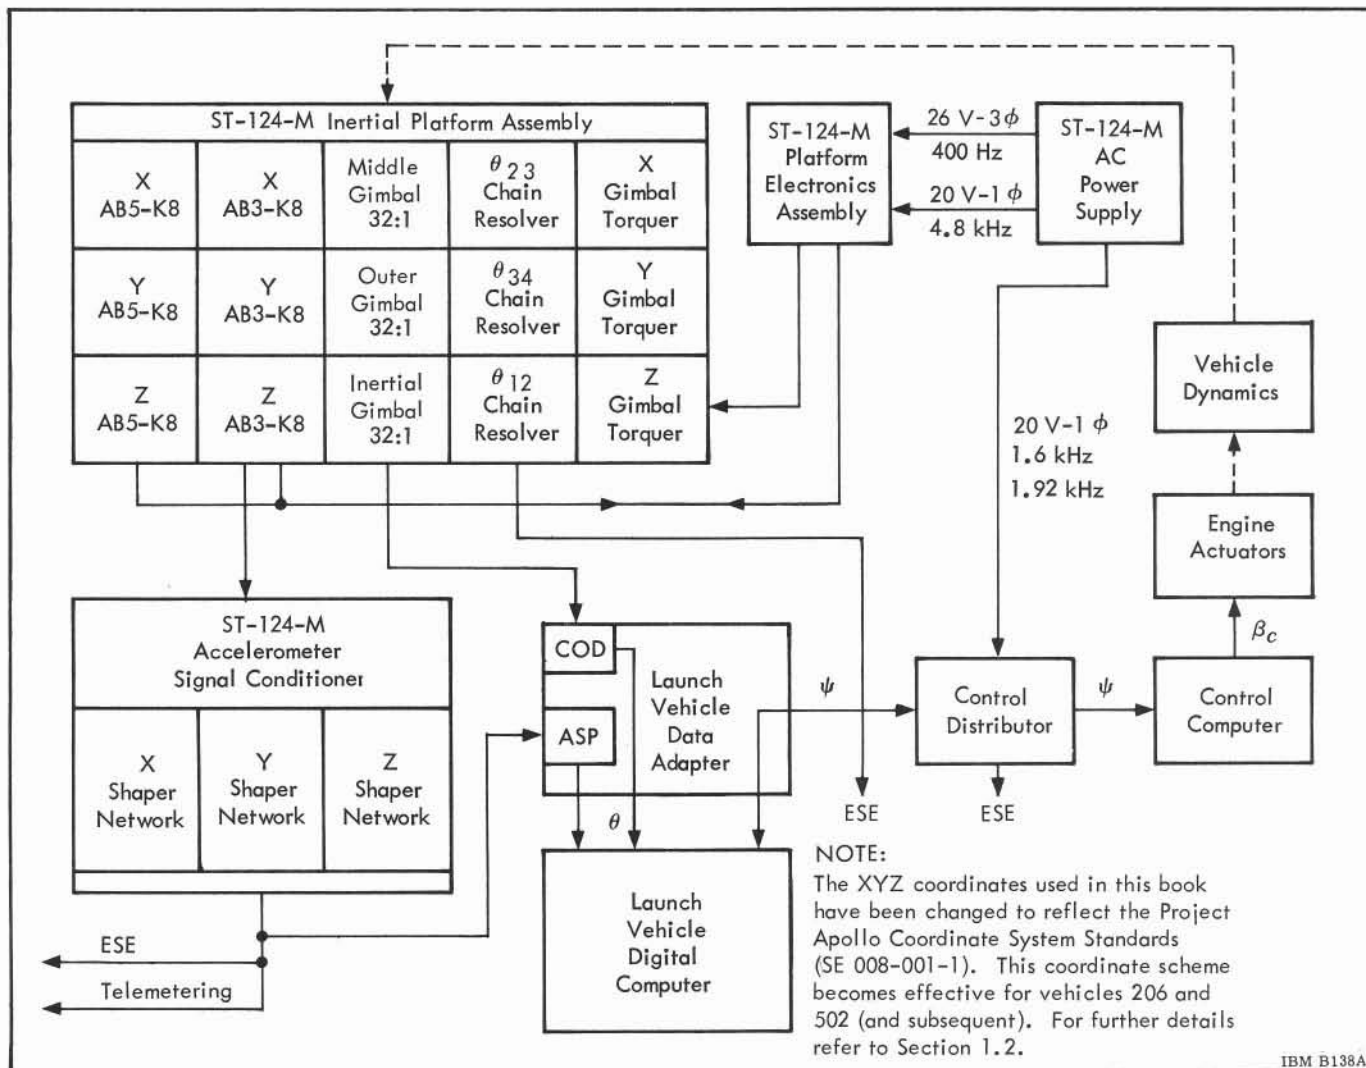 ST-124-M Inertial Platform Assembly
X
AB5-K8
X
AB3-K8
Middle
Gimbal
32:1
θ23
Chain
Resolver
X
Gimbal
Torquer
Y
AB5-K8
Y
AB3-K8
Outer
Gimbal
32:1
θ34
Chain
Resolver
Y
Gimbal
Torquer
Z
AB5-K8
Z
AB3-K8
Inertial
Gimbal
32:1
θ12
Chain
Resolver
Z
Gimbal
Torquer
ST-124-M
Platform
Electronics
Assembly
26 V-3ϕ
400 Hz
20 V-1ϕ
4.8 kHz
ST-124-M
AC
Power
Supply
20 V-1 ϕ
1.6 kHz
1.92 kHz
Vehicle
Dynamics
Engine
Actuators
βc
ST-124-M
Accelerometer
Signal Conditioner
X
Shaper
Network
Y
Shaper
Network
Z
Shaper
Network
ESE
Telemetering
COD
ASP
Launch
Vehicle
Data
Adapter
θ
Launch
Vehicle
Digital
Computer
ψ
Control
Distributor
ψ
Control
Computer
ESE
ESE
NOTE:
The XYZ coordinates used in this book
have been changed to reflect the Project
Apollo Coordinate System Standards
(SE 008-001-1). This coordinate scheme
becomes effective for vehicles 206 and
502 (and subsequent). For further details
refer to Section 1.2.
IBM B138A